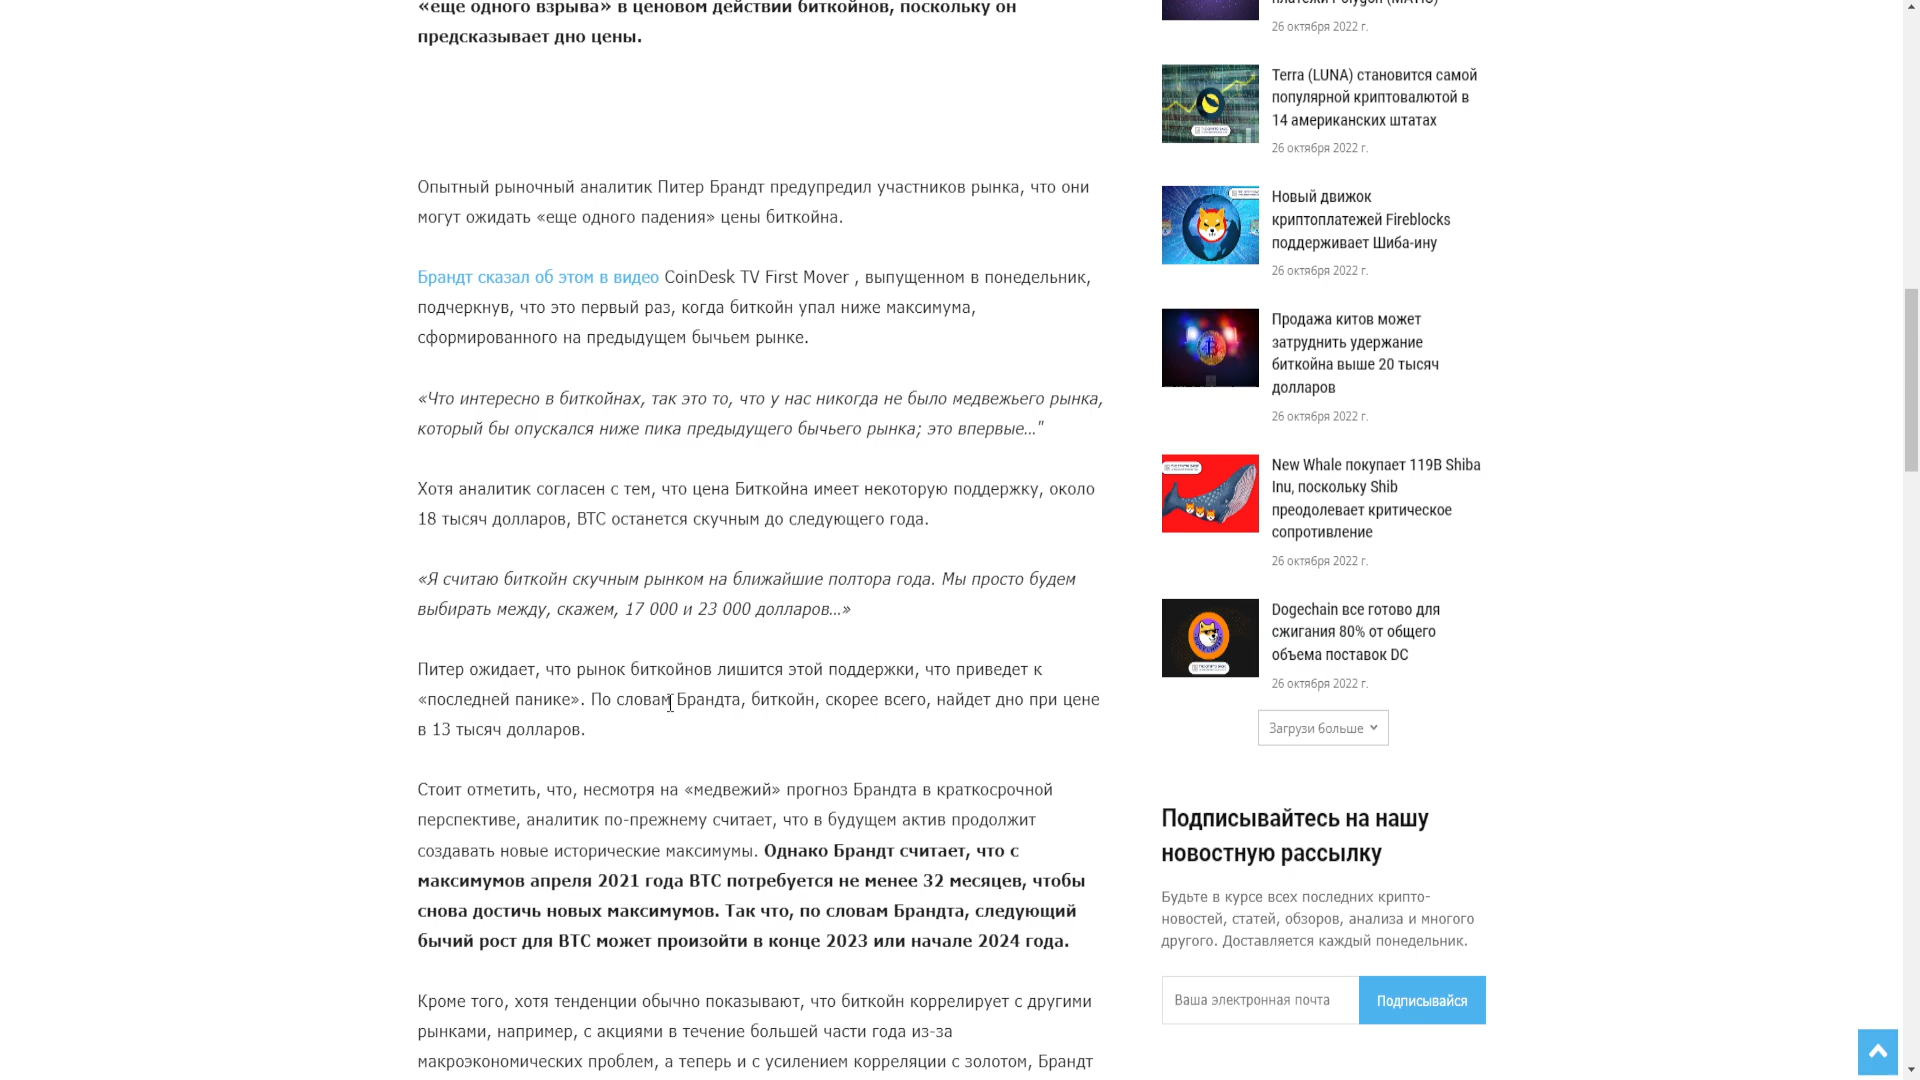 «еще одного взрыва» в ценовом действии биткойнов, поскольку он
предсказывает дно цены.
Опытный рыночный аналитик Питер Брандт предупредил участников рынка, что они
могут ожидать «еще одного падения» цены биткойна.
Брандт сказал об этом в видео CoinDesk TV First Mover , выпущенном в понедельник,
подчеркнув, что это первый раз, когда биткойн упал ниже максимума,
сформированного на предыдущем бычьем рынке.
«Что интересно в биткойнах, так это то, что у нас никогда не было медвежьего рынка,
который бы опускался ниже пика предыдущего бычьего рынка; это впервые..."
Хотя аналитик согласен с тем, что цена Биткойна имеет некоторую поддержку, около
18 тысяч долларов, BTC останется скучным до следующего года.
«Я считаю биткойн скучным рынком на ближайшие полтора года. Мы просто будем
выбирать между, скажем, 17 000 и 23 000 долларов...»
Питер ожидает, что рынок биткойнов лишится этой поддержки, что приведет к
«последней панике». По словам Брандта, биткойн, скорее всего, найдет дно при цене
в 13 тысяч долларов.
Стоит отметить, что, несмотря на «медвежий» прогноз Брандта в краткосрочной
перспективе, аналитик по-прежнему считает, что в будущем актив продолжит
создавать новые исторические максимумы. Однако Брандт считает, что с
максимумов апреля 2021 года BTC потребуется не менее 32 месяцев, чтобы
снова достичь новых максимумов. Так что, по словам Брандта, следующий
бычий рост для BTC может произойти в конце 2023 или начале 2024 года.
Кроме того, хотя тенденции обычно показывают, что биткойн коррелирует с другими
рынками, например, с акциями в течение большей части года из-за
макроэкономических проблем, а теперь и с усилением корреляции с золотом, Брандт
платежи Polygon (MATIC)
26 октября 2022 г.
Terra (LUNA) становится самой
популярной криптовалютой в
14 американских штатах
26 октября 2022 г.
Новый движок
криптоплатежей Fireblocks
поддерживает Шиба-ину
26 октября 2022 г.
Продажа китов может
затруднить удержание
биткойна выше 20 тысяч
долларов
26 октября 2022 г.
New Whale покупает 119B Shiba
Inu, поскольку Shib
преодолевает критическое
сопротивление
26 октября 2022 г.
Dogechain все готово для
сжигания 80% от общего
объема поставок DC
26 октября 2022 г.
Загрузи больше
Подписывайтесь на нашу
новостную рассылку
Будьте в курсе всех последних крипто-
новостей, статей, обзоров, анализа и многого
другого. Доставляется каждый понедельник.
Ваша электронная почта
Подписывайся